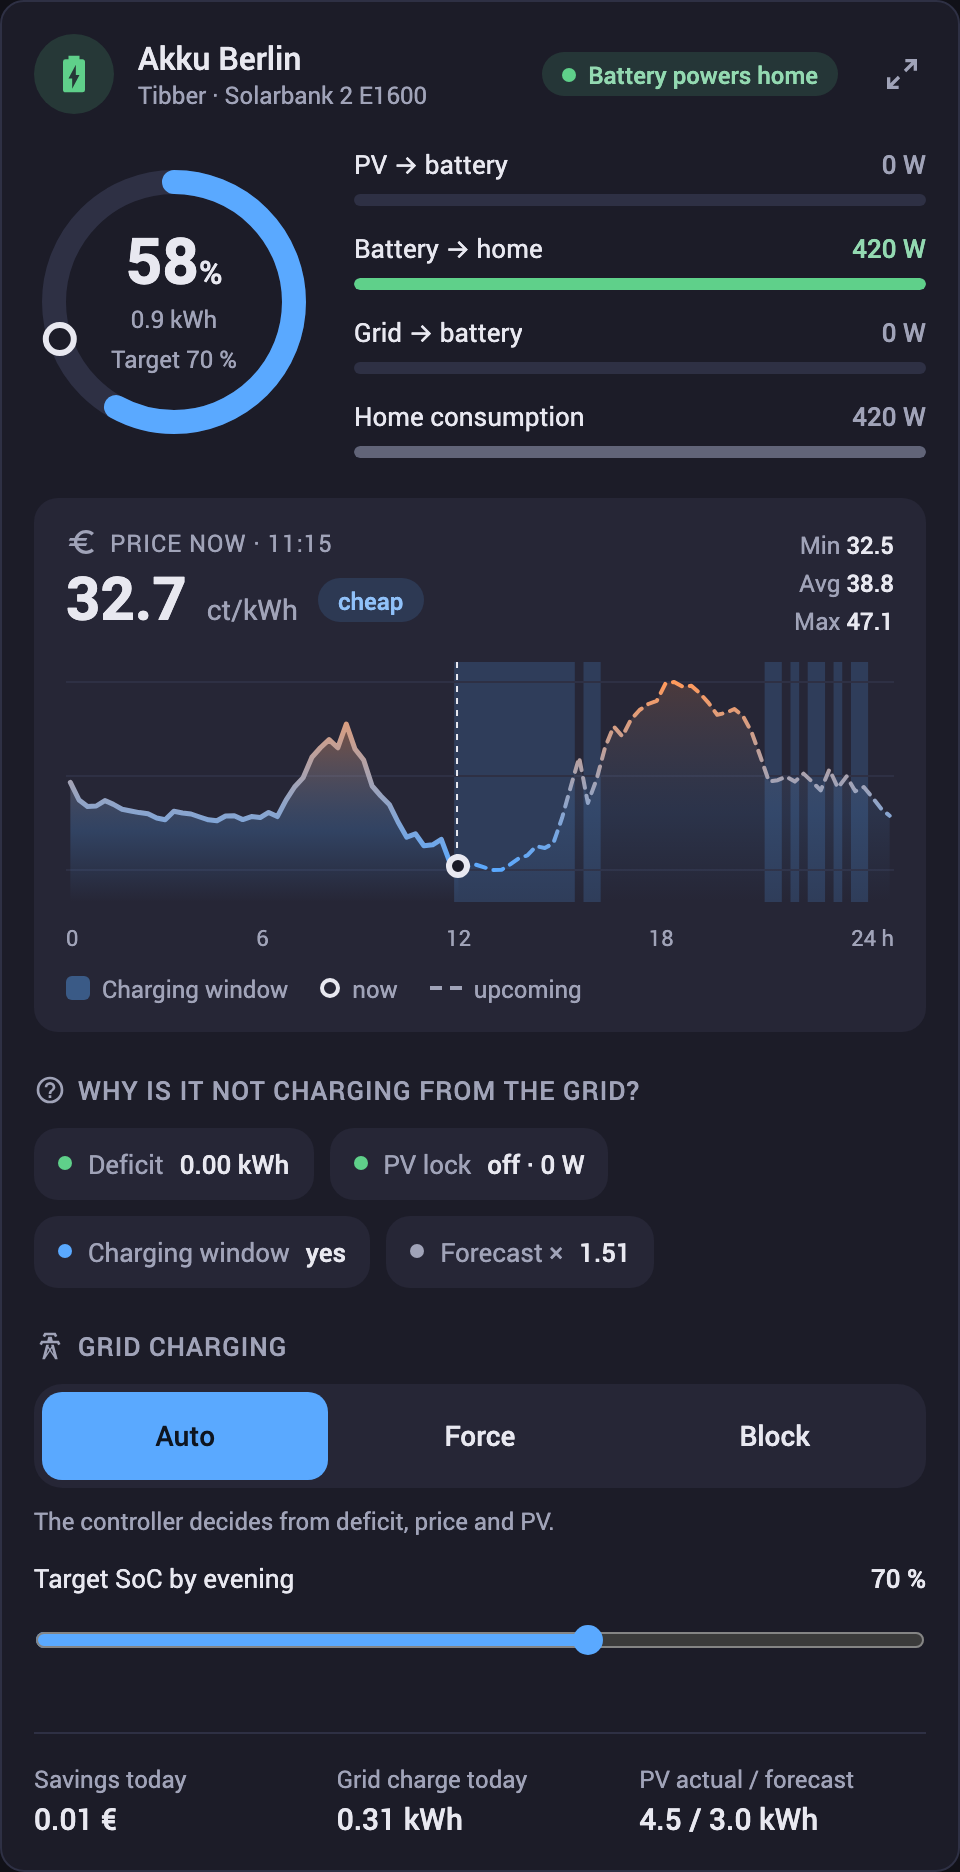 Akku Berlin
Tibber · Solarbank 2 E1600
Battery powers home
58%
0.9 kWh
Target 70 %
PV → battery 0 W
Battery → home 420 W
Grid → battery 0 W
Home consumption 420 W
PRICE NOW · 11:15
32.7 ct/kWh cheap
Min 32.5
Avg 38.8
Max 47.1
0 6 12 18 24 h
Charging window now upcoming
WHY IS IT NOT CHARGING FROM THE GRID?
Deficit 0.00 kWh PV lock off · 0 W
Charging window yes Forecast × 1.51
GRID CHARGING
Auto Force Block
The controller decides from deficit, price and PV.
Target SoC by evening 70 %
Savings today Grid charge today PV actual / forecast
0.01 € 0.31 kWh 4.5 / 3.0 kWh